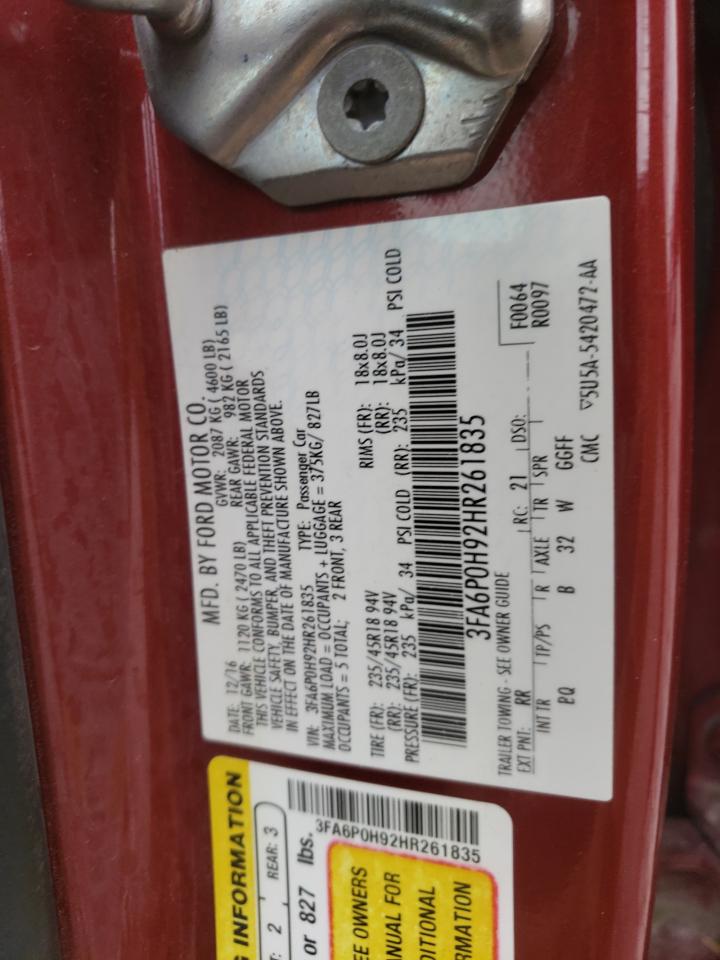 MFD. BY FORD MOTOR CO.
DATE: 12/16 GVWR: 2087 KG ( 4600 LB)
FRONT GAWR: 1120 KG ( 2470 LB) REAR GAWR: 982 KG ( 2165 LB)
THIS VEHICLE CONFORMS TO ALL APPLICABLE FEDERAL MOTOR
VEHICLE SAFETY, BUMPER, AND THEFT PREVENTION STANDARDS
IN EFFECT ON THE DATE OF MANUFACTURE SHOWN ABOVE.
VIN: 3FA6P0H92HR261835 TYPE: Passenger Car
MAXIMUM LOAD = OCCUPANTS + LUGGAGE = 375KG/ 827LB
OCCUPANTS = 5 TOTAL; 2 FRONT, 3 REAR
TIRE (FR): 235/45R18 94V RIMS (FR): 18x8.0J
(RR): 235/45R18 94V (RR): 18x8.0J
PRESSURE (FR): 235 kPa/ 34 PSI COLD (RR): 235 kPa/ 34 PSI COLD
3FA6P0H92HR261835
TRAILER TOWING - SEE OWNER GUIDE F0064
EXT PNT: RR RC: 21 DSO: R0097
INT TR TP/PS R AXLE TR SPR
PQ B 32 W GGFF
CMC ▽5U5A-5420472-AA
INFORMATION
2 REAR: 3
or 827 lbs.
3FA6P0H92HR261835
OWNERS
FOR